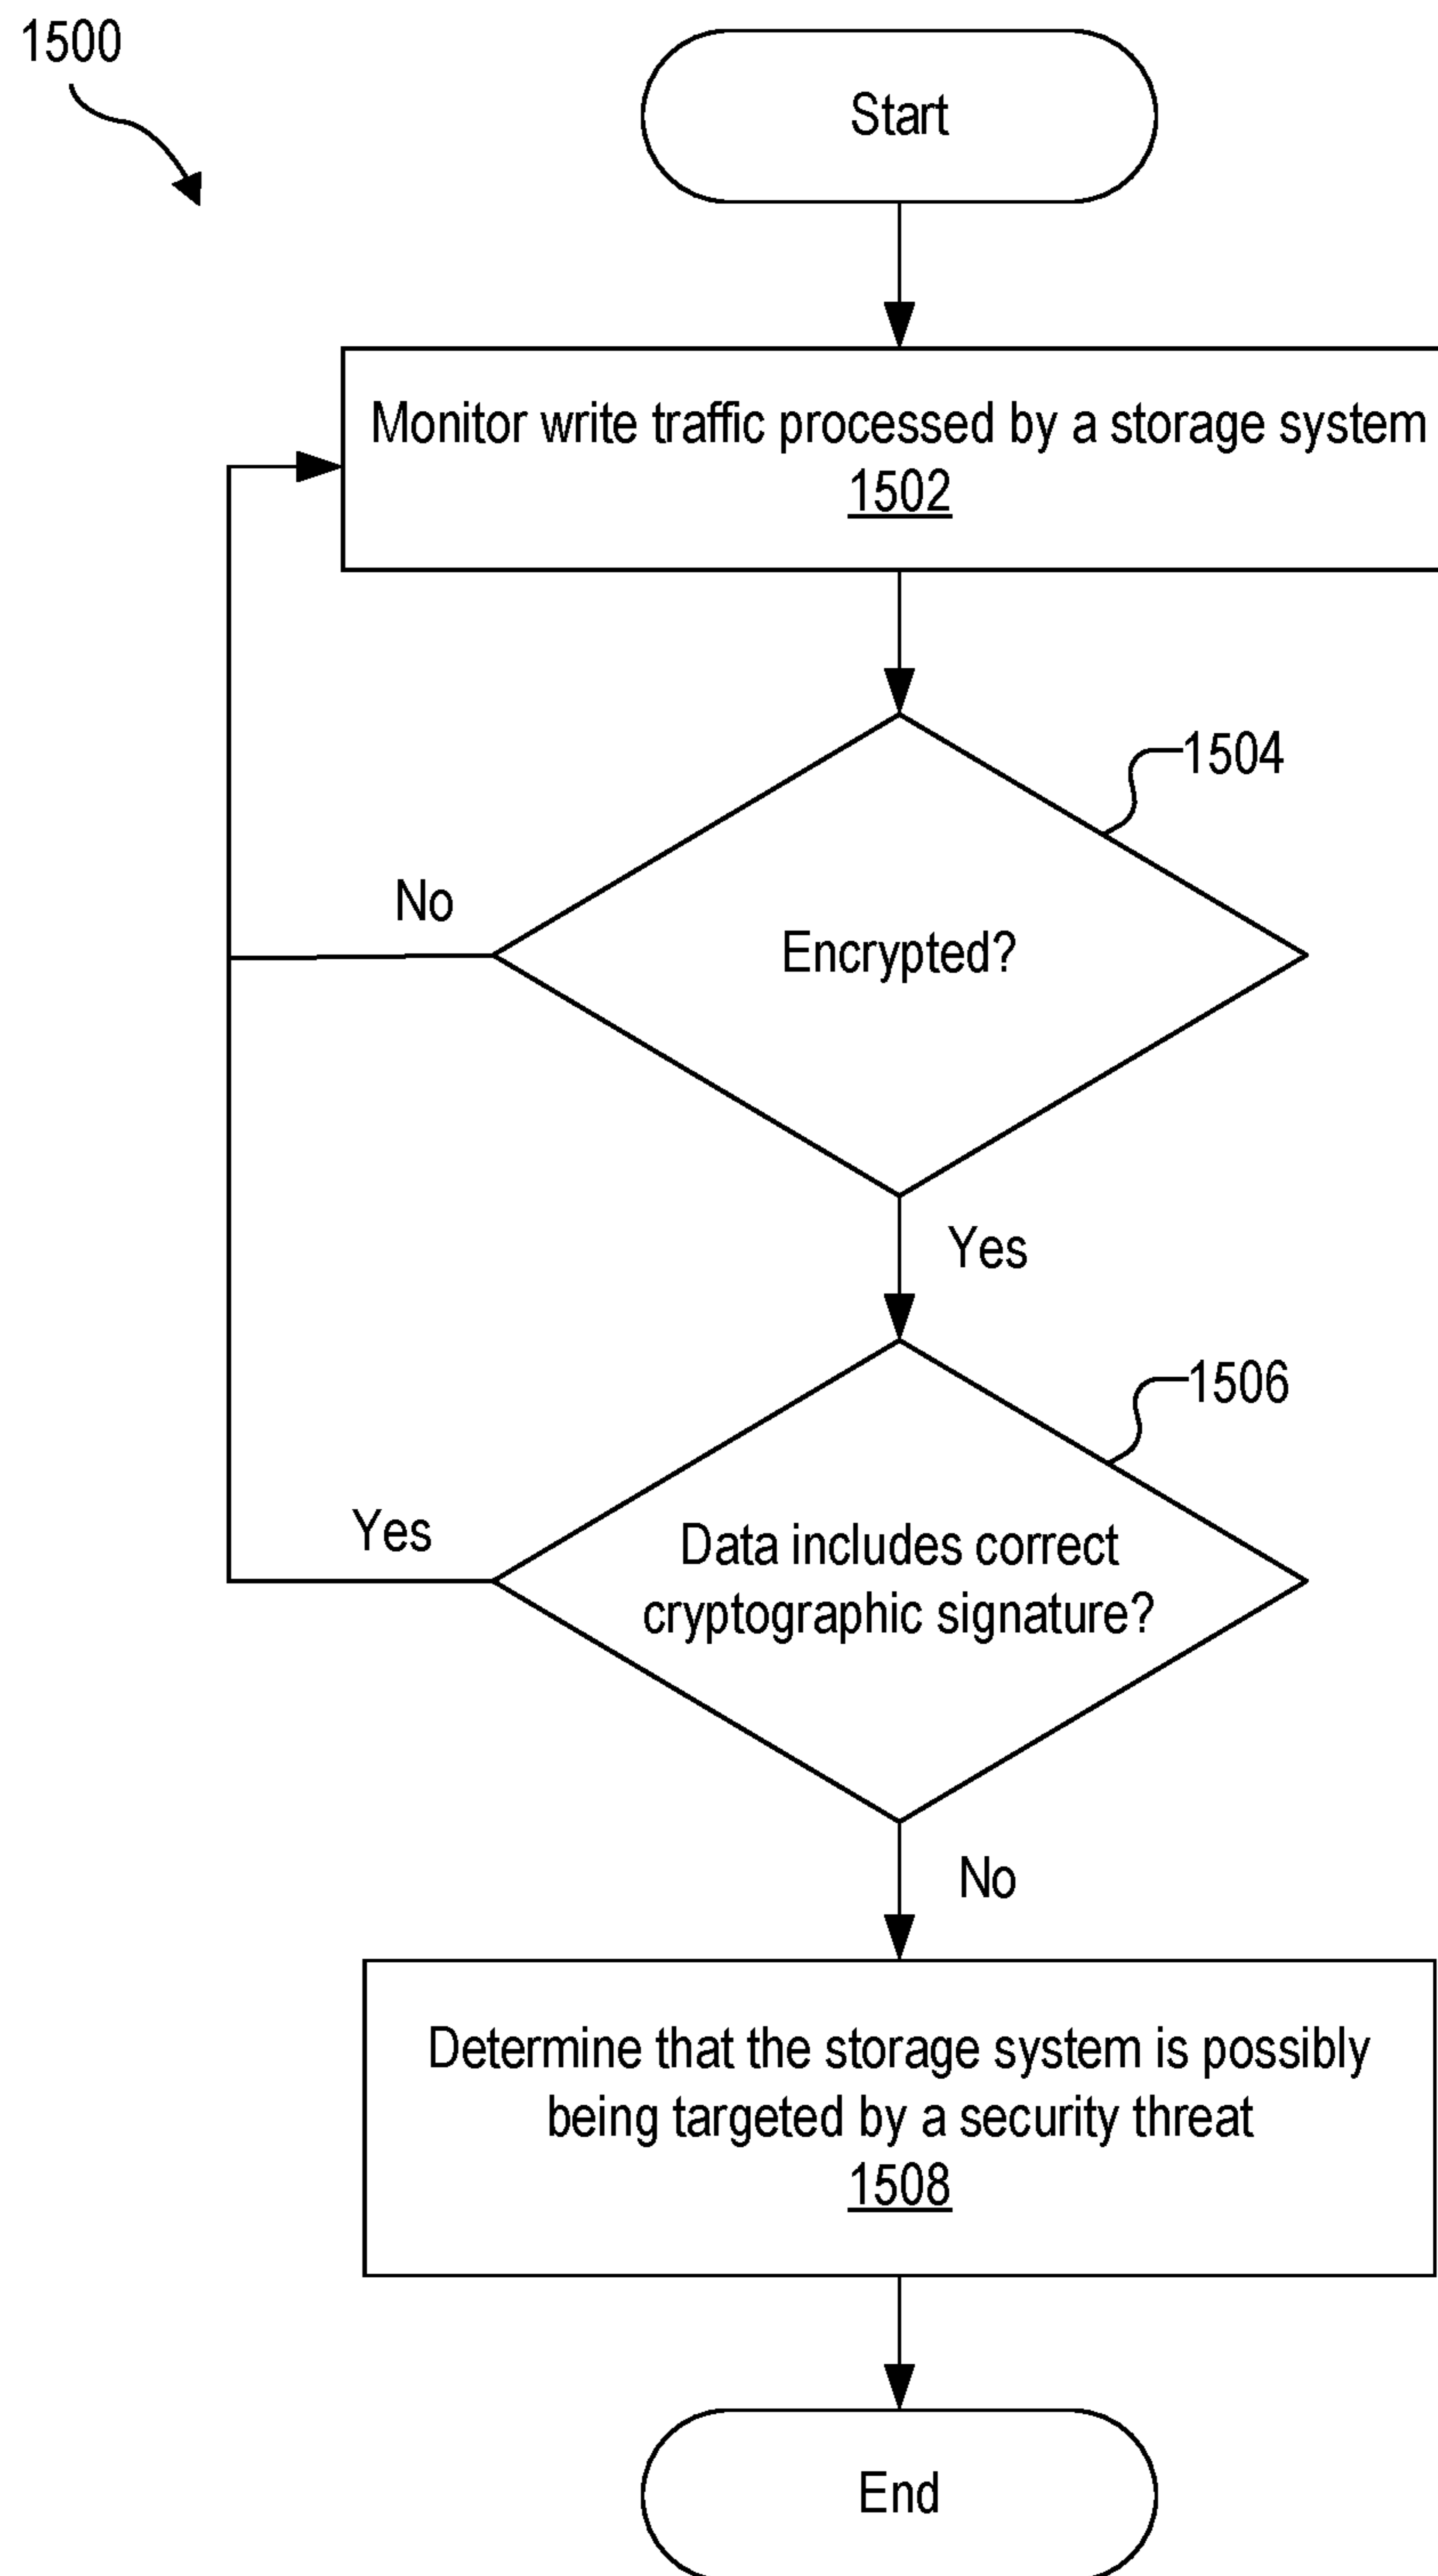 1500
Start
Monitor write traffic processed by a storage system
1502
1504
No
Encrypted?
Yes
1506
Yes
Data includes correct
cryptographic signature?
No
Determine that the storage system is possibly
being targeted by a security threat
1508
End